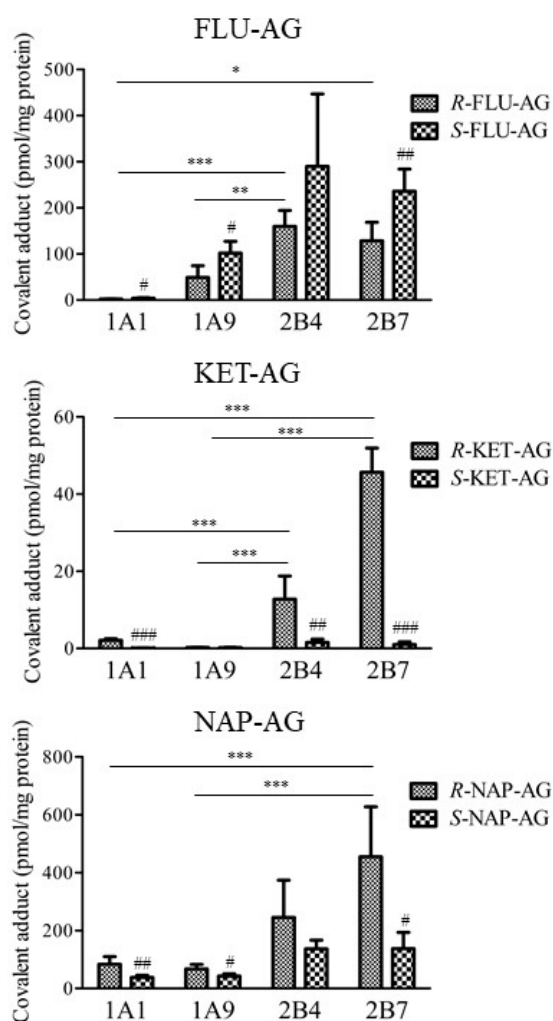 FLU-AG
Covalent adduct (pmol/mg protein)
500
400
300
200
100
0
*
***
**
#
#
##
1A1 1A9 2B4 2B7
R-FLU-AG
S-FLU-AG
KET-AG
Covalent adduct (pmol/mg protein)
60
40
20
0
***
***
***
***
###
##
###
1A1 1A9 2B4 2B7
R-KET-AG
S-KET-AG
NAP-AG
Covalent adduct (pmol/mg protein)
800
600
400
200
0
***
***
##
#
#
1A1 1A9 2B4 2B7
R-NAP-AG
S-NAP-AG